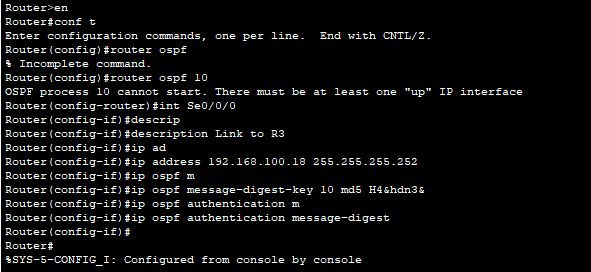 Router>en
Router#conf t
Enter configuration commands, one per line.  End with CNTL/Z.
Router(config)#router ospf
% Incomplete command.
Router(config)#router ospf 10
OSPF process 10 cannot start. There must be at least one "up" IP interface
Router(config-router)#int Se0/0/0
Router(config-if)#descrip
Router(config-if)#description Link to R3
Router(config-if)#ip ad
Router(config-if)#ip address 192.168.100.18 255.255.255.252
Router(config-if)#ip ospf m
Router(config-if)#ip ospf message-digest-key 10 md5 H4&hdn3&
Router(config-if)#ip ospf authentication m
Router(config-if)#ip ospf authentication message-digest
Router(config-if)#
Router#
%SYS-5-CONFIG_I: Configured from console by console